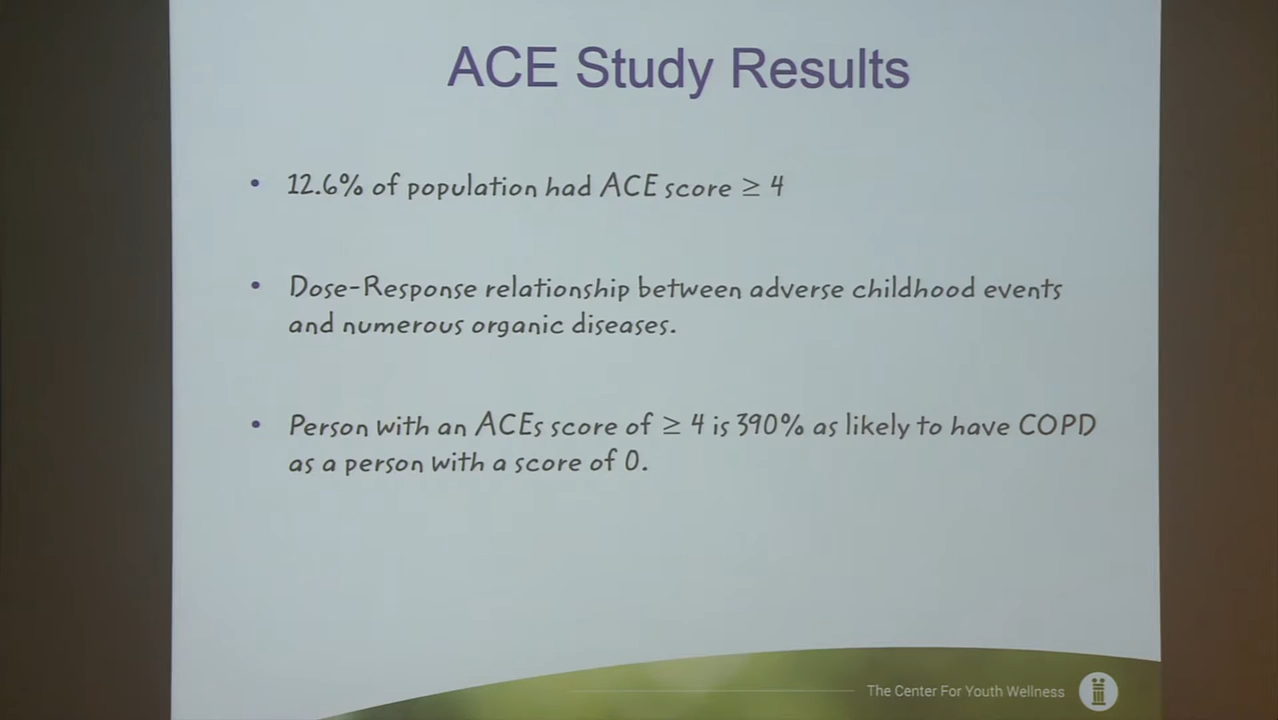 ACE Study Results
• 12.6% of population had ACE score ≥ 4
• Dose-Response relationship between adverse childhood events
and numerous organic diseases.
• Person with an ACEs score of ≥ 4 is 390% as likely to have COPD
as a person with a score of 0.
The Center For Youth Wellness